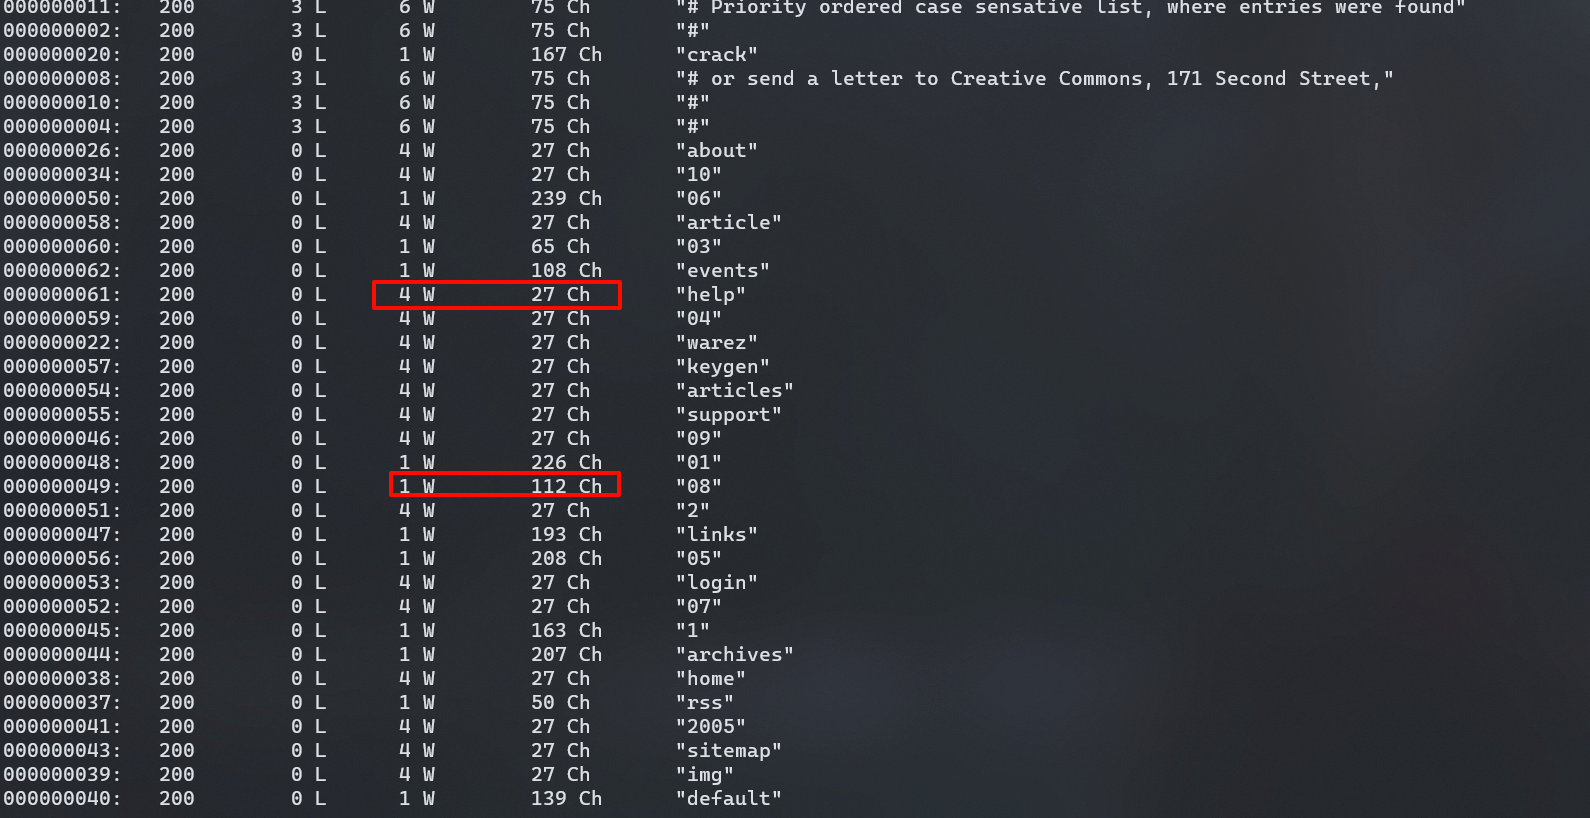 000000011: 200 3 L 6 W 75 Ch "# Priority ordered case sensative list, where entries were found"
000000002: 200 3 L 6 W 75 Ch "#"
000000020: 200 0 L 1 W 167 Ch "crack"
000000008: 200 3 L 6 W 75 Ch "# or send a letter to Creative Commons, 171 Second Street,"
000000010: 200 3 L 6 W 75 Ch "#"
000000004: 200 3 L 6 W 75 Ch "#"
000000026: 200 0 L 4 W 27 Ch "about"
000000034: 200 0 L 4 W 27 Ch "10"
000000050: 200 0 L 1 W 239 Ch "06"
000000058: 200 0 L 4 W 27 Ch "article"
000000060: 200 0 L 1 W 65 Ch "03"
000000062: 200 0 L 1 W 108 Ch "events"
000000061: 200 0 L 4 W 27 Ch "help"
000000059: 200 0 L 4 W 27 Ch "04"
000000022: 200 0 L 4 W 27 Ch "warez"
000000057: 200 0 L 4 W 27 Ch "keygen"
000000054: 200 0 L 4 W 27 Ch "articles"
000000055: 200 0 L 4 W 27 Ch "support"
000000046: 200 0 L 4 W 27 Ch "09"
000000048: 200 0 L 1 W 226 Ch "01"
000000049: 200 0 L 1 W 112 Ch "08"
000000051: 200 0 L 4 W 27 Ch "2"
000000047: 200 0 L 1 W 193 Ch "links"
000000056: 200 0 L 1 W 208 Ch "05"
000000053: 200 0 L 4 W 27 Ch "login"
000000052: 200 0 L 4 W 27 Ch "07"
000000045: 200 0 L 1 W 163 Ch "1"
000000044: 200 0 L 1 W 207 Ch "archives"
000000038: 200 0 L 4 W 27 Ch "home"
000000037: 200 0 L 1 W 50 Ch "rss"
000000041: 200 0 L 4 W 27 Ch "2005"
000000043: 200 0 L 4 W 27 Ch "sitemap"
000000039: 200 0 L 4 W 27 Ch "img"
000000040: 200 0 L 1 W 139 Ch "default"